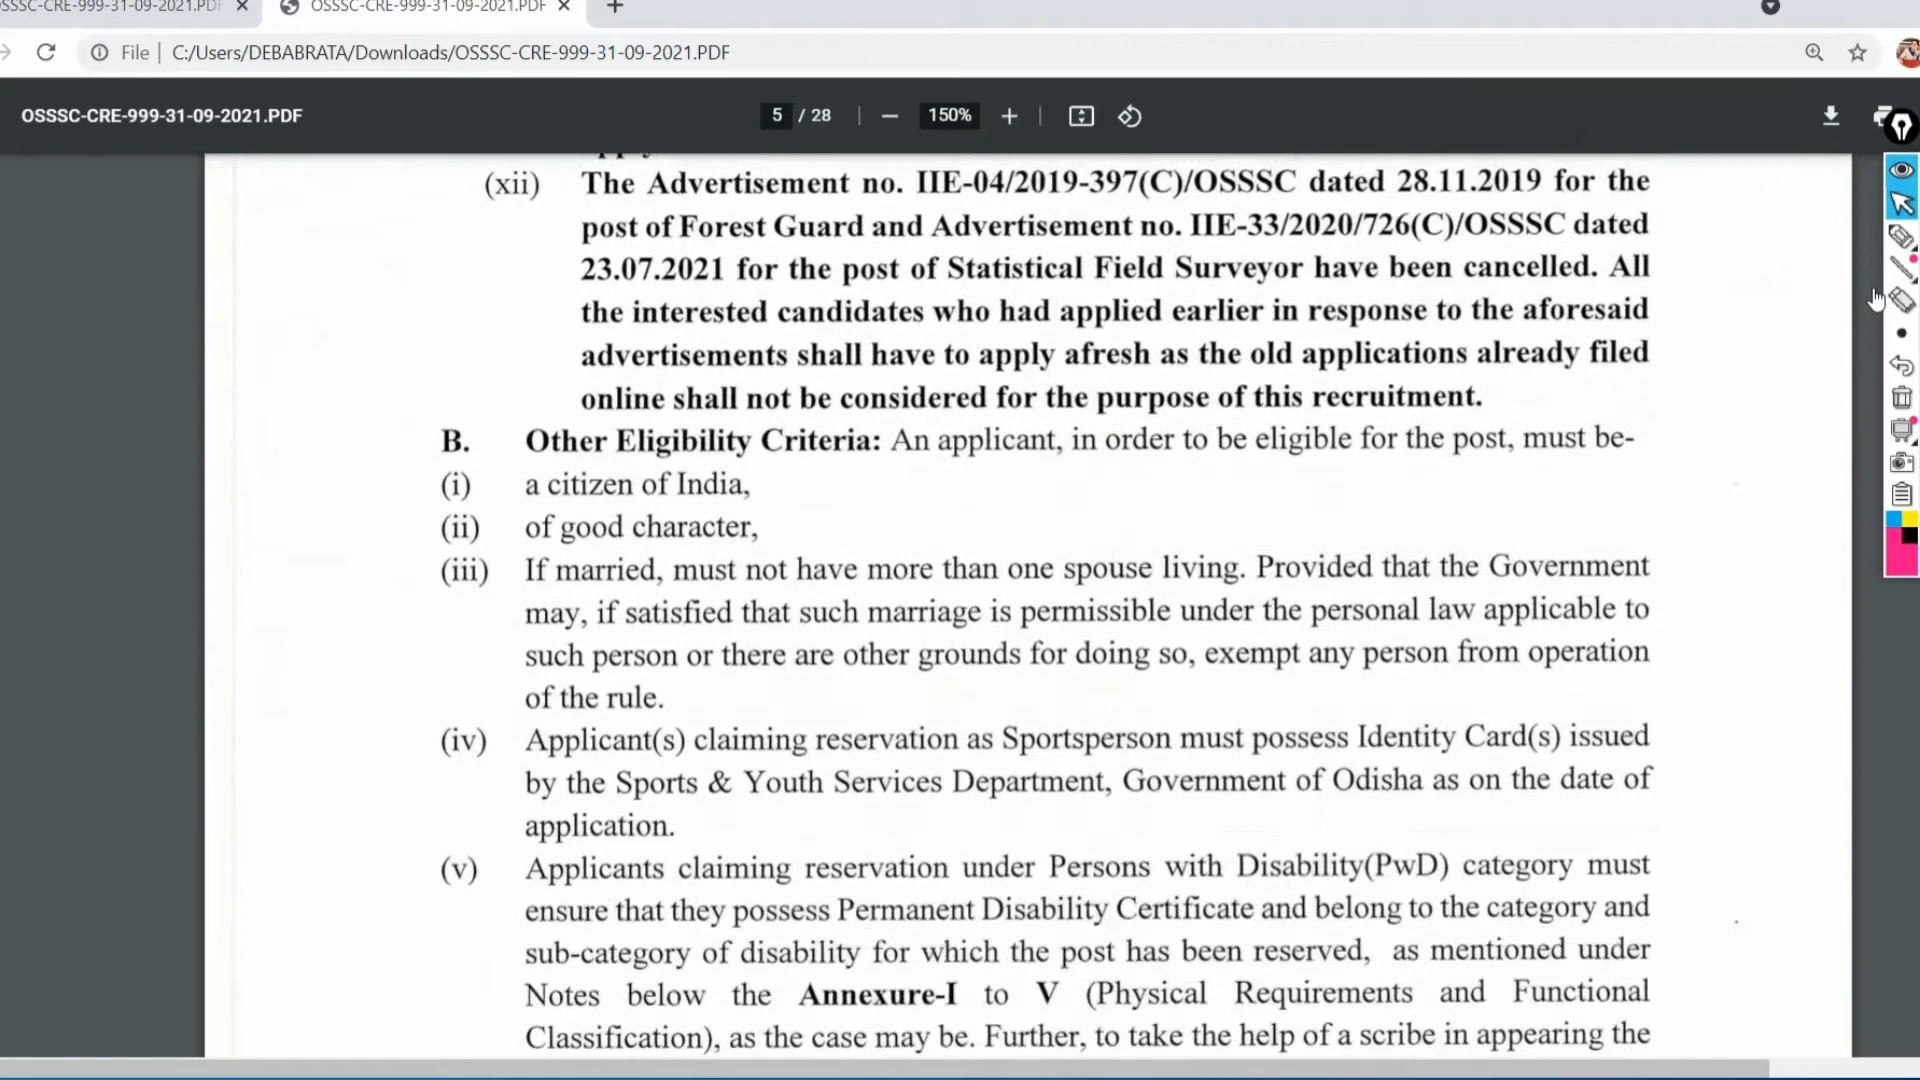 SSSC-CRE-999-31-09-2021.PDF
OSSSC-CRE-999-31-09-2021.PDF
File | C:/Users/DEBABRATA/Downloads/OSSSC-CRE-999-31-09-2021.PDF
OSSSC-CRE-999-31-09-2021.PDF 5 / 28 150%
(xii) The Advertisement no. IIE-04/2019-397(C)/OSSSC dated 28.11.2019 for the
post of Forest Guard and Advertisement no. IIE-33/2020/726(C)/OSSSC dated
23.07.2021 for the post of Statistical Field Surveyor have been cancelled. All
the interested candidates who had applied earlier in response to the aforesaid
advertisements shall have to apply afresh as the old applications already filed
online shall not be considered for the purpose of this recruitment.
B. Other Eligibility Criteria: An applicant, in order to be eligible for the post, must be-
(i) a citizen of India,
(ii) of good character,
(iii) If married, must not have more than one spouse living. Provided that the Government
may, if satisfied that such marriage is permissible under the personal law applicable to
such person or there are other grounds for doing so, exempt any person from operation
of the rule.
(iv) Applicant(s) claiming reservation as Sportsperson must possess Identity Card(s) issued
by the Sports & Youth Services Department, Government of Odisha as on the date of
application.
(v) Applicants claiming reservation under Persons with Disability(PwD) category must
ensure that they possess Permanent Disability Certificate and belong to the category and
sub-category of disability for which the post has been reserved, as mentioned under
Notes below the Annexure-I to V (Physical Requirements and Functional
Classification), as the case may be. Further, to take the help of a scribe in appearing the